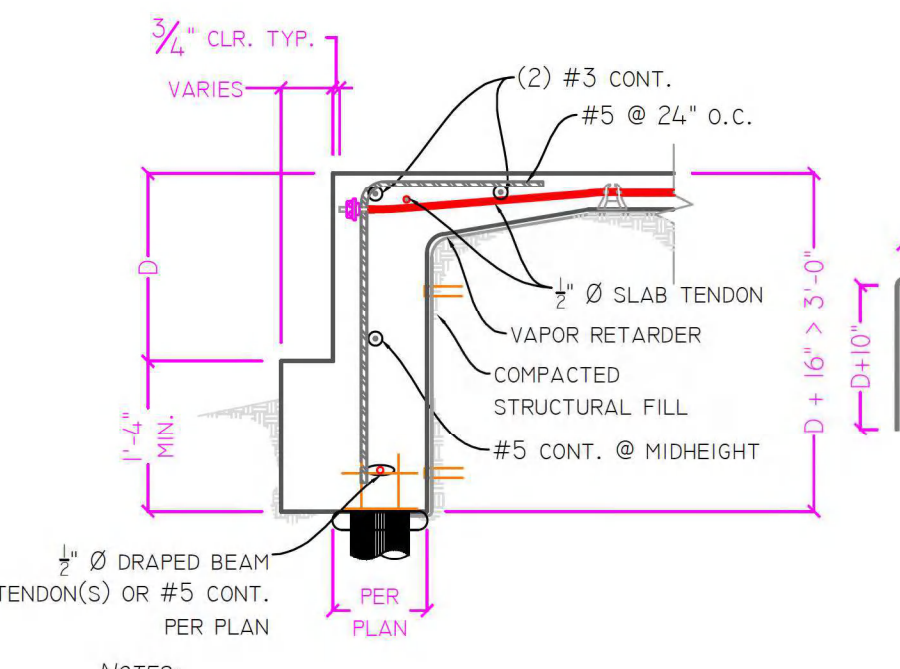 3/4" CLR. TYP.
VARIES
(2) #3 CONT.
#5 @ 24" O.C.
D
1'-4"
MIN.
1/2" Ø SLAB TENDON
VAPOR RETARDER
COMPACTED
STRUCTURAL FILL
#5 CONT. @ MIDHEIGHT
D + 16" > 3'-0"
D+10"
1/2" Ø DRAPED BEAM
TENDON(S) OR #5 CONT.
PER PLAN
PER
PLAN
NOTES: